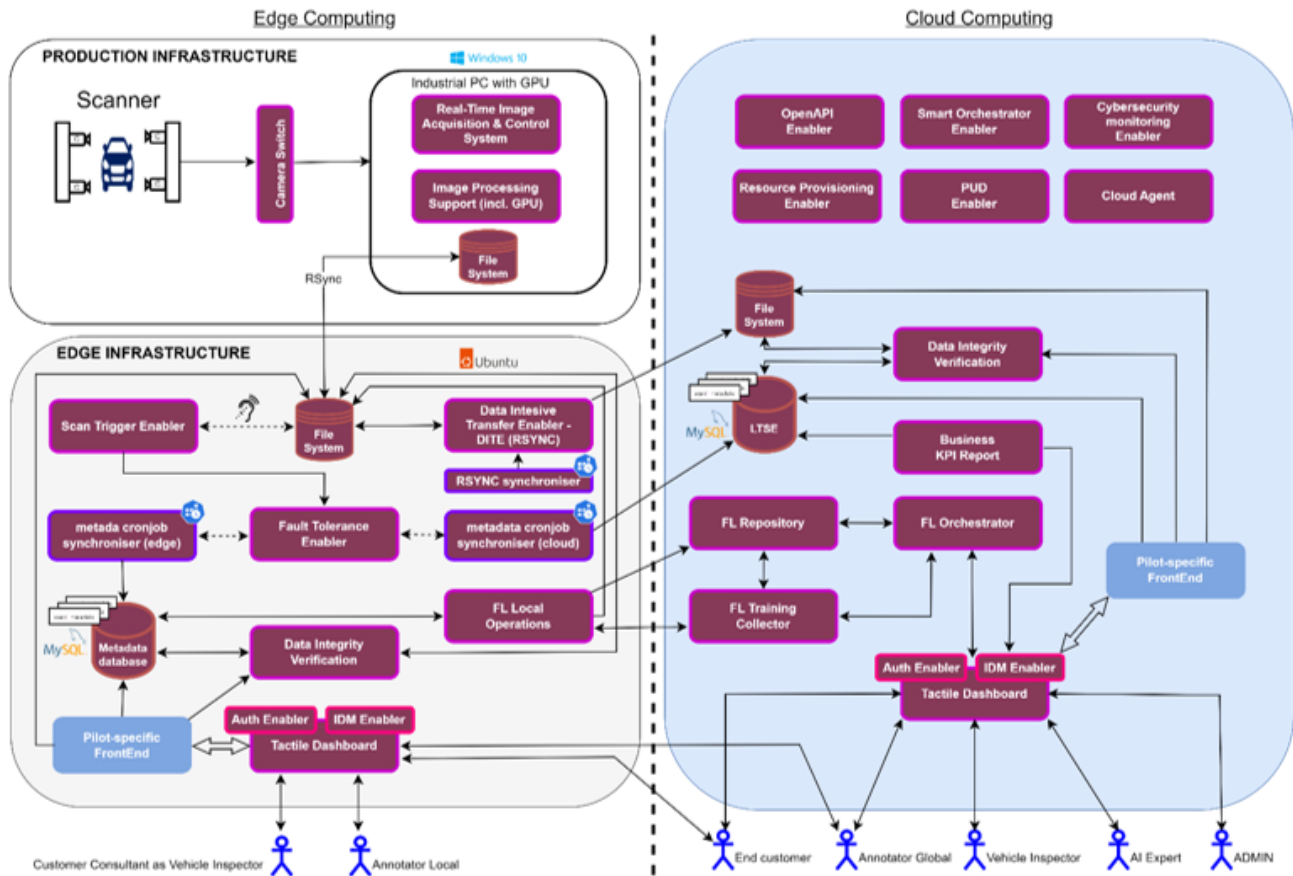 Edge Computing
Cloud Computing
PRODUCTION INFRASTRUCTURE
Windows 10
Industrial PC with GPU
Scanner
Camera Switch
Real-Time Image
Acquisition & Control
System
Image Processing
Support (incl. GPU)
File
System
RSync
EDGE INFRASTRUCTURE
Ubuntu
Scan Trigger Enabler
File
System
Data Intesive
Transfer Enabler -
DITE (RSYNC)
RSYNC synchroniser
metada cronjob
synchroniser (edge)
Fault Tolerance
Enabler
metadata cronjob
synchroniser (cloud)
FL Local
Operations
MySQL
Metadata
database
Data Integrity
Verification
Pilot-specific
FrontEnd
Auth Enabler
IDM Enabler
Tactile Dashboard
Customer Consultant as Vehicle Inspector
Annotator Local
OpenAPI
Enabler
Smart Orchestrator
Enabler
Cybersecurity
monitoring
Enabler
Resource Provisioning
Enabler
PUD
Enabler
Cloud Agent
File
System
Data Integrity
Verification
MySQL
LTSE
Business
KPI Report
FL Repository
FL Orchestrator
FL Training
Collector
Pilot-specific
FrontEnd
Auth Enabler
IDM Enabler
Tactile Dashboard
End customer
Annotator Global
Vehicle Inspector
AI Expert
ADMIN